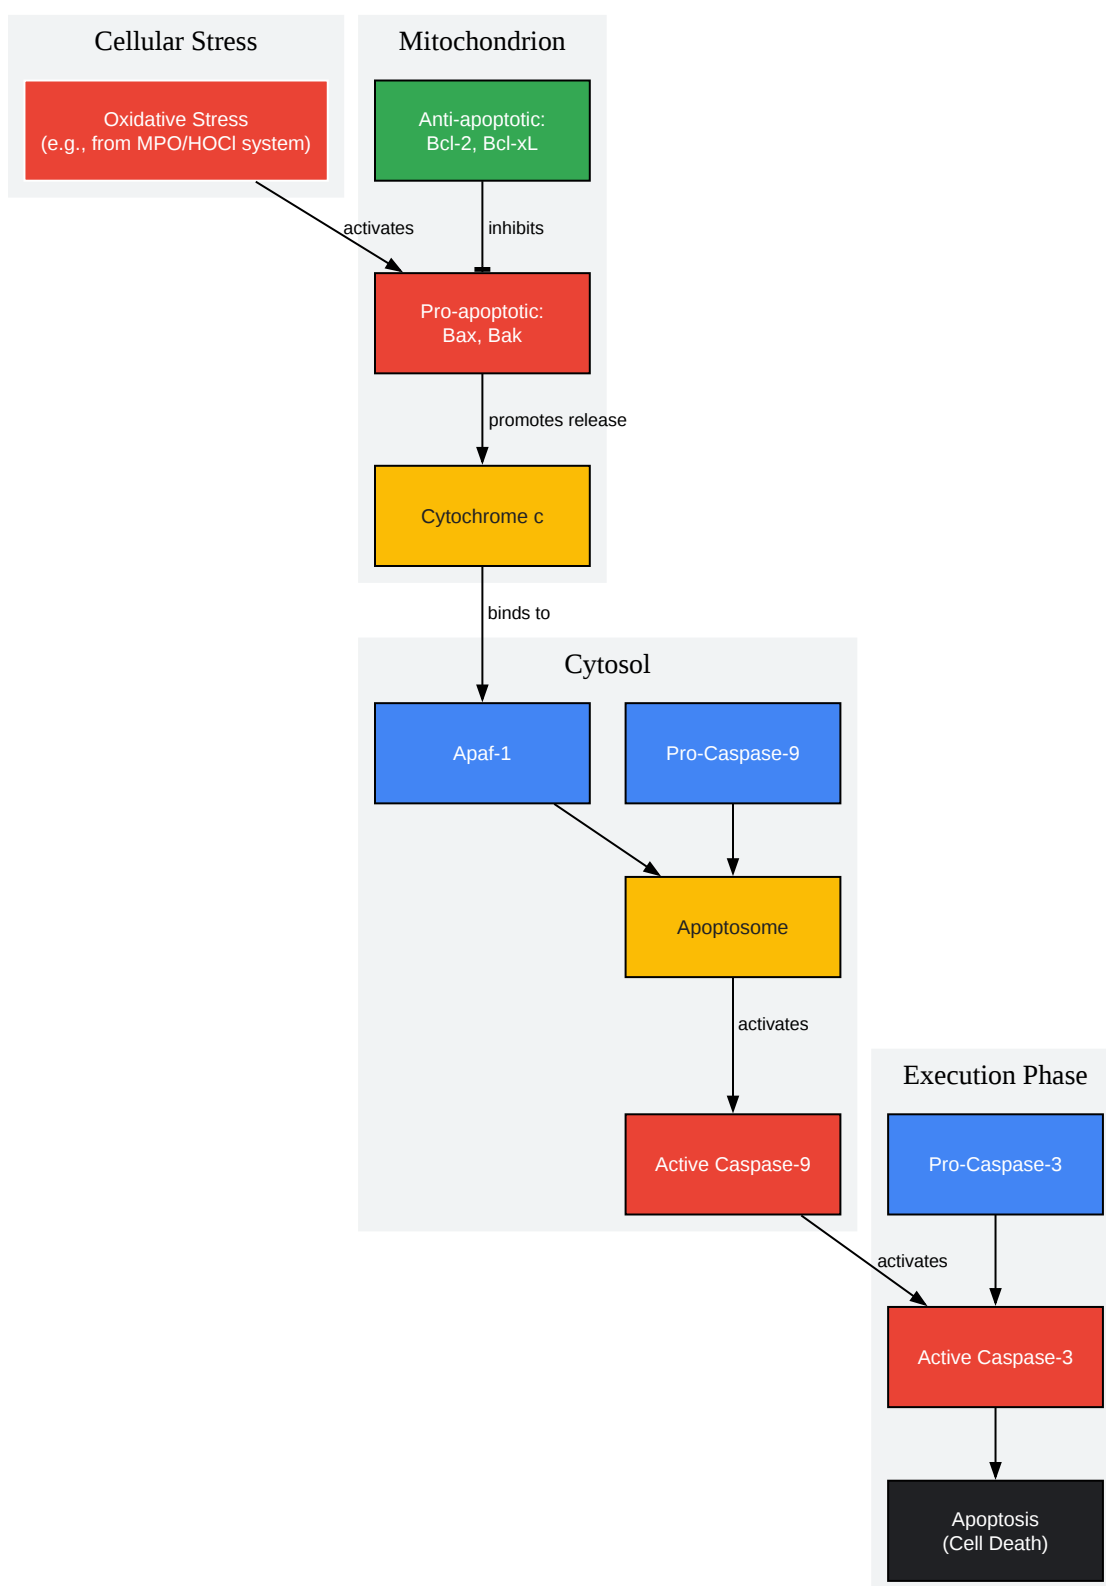 Cellular Stress
Oxidative Stress
(e.g., from MPO/HOCl system)
Mitochondrion
Anti-apoptotic:
Bcl-2, Bcl-xL
activates
inhibits
Pro-apoptotic:
Bax, Bak
promotes release
Cytochrome c
binds to
Cytosol
Apaf-1
Pro-Caspase-9
Apoptosome
activates
Active Caspase-9
Execution Phase
Pro-Caspase-3
activates
Active Caspase-3
Apoptosis
(Cell Death)